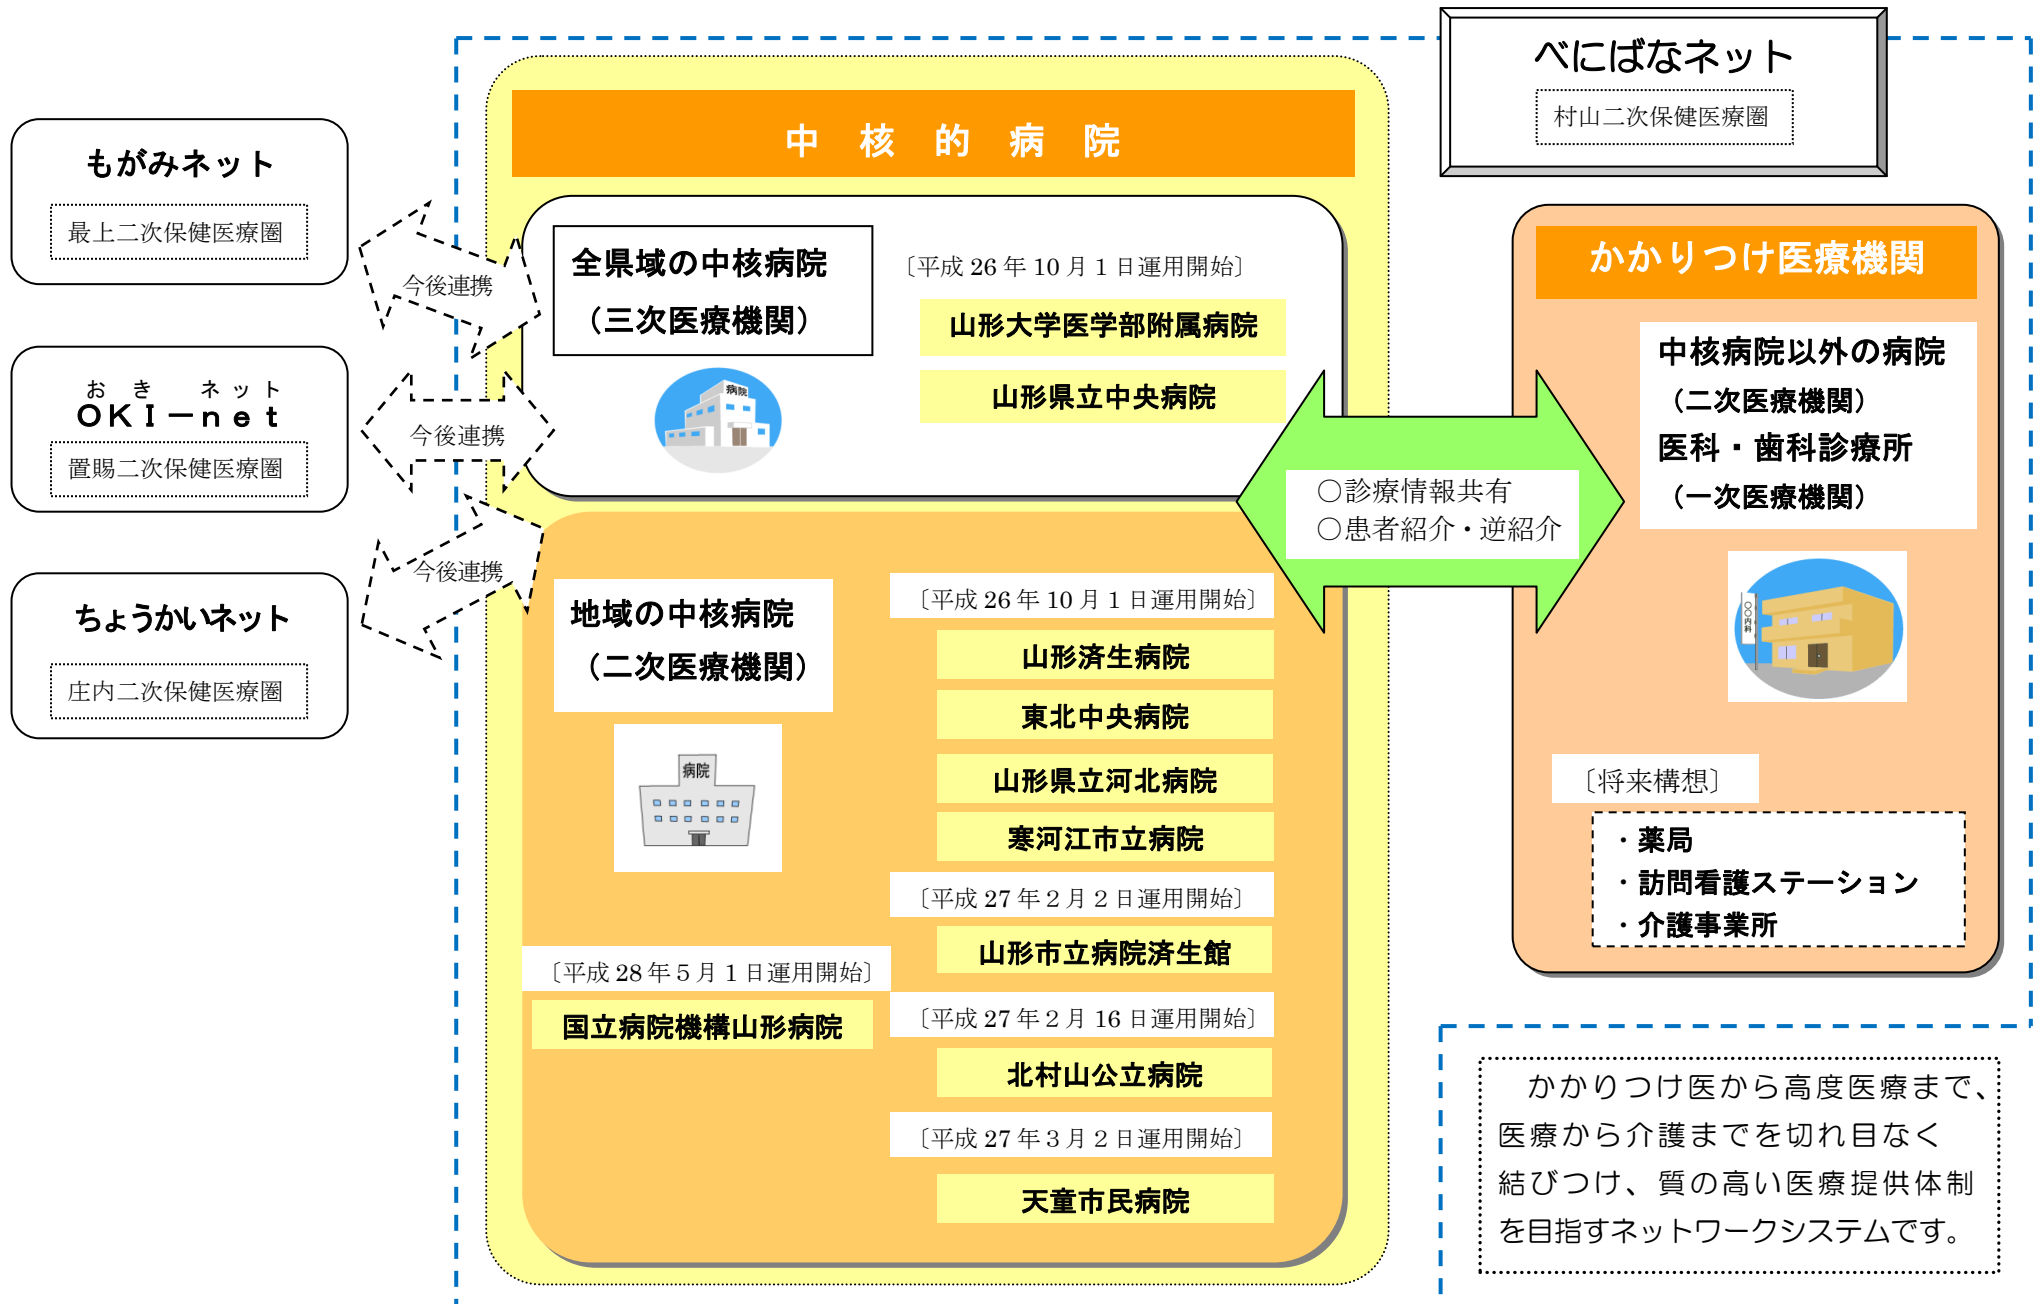 べにばなネット
村山二次保健医療圏
中核的病院
もがみネット
最上二次保健医療圏
今後連携
おき ネット
OKI－net
置賜二次保健医療圏
今後連携
ちょうかいネット
庄内二次保健医療圏
今後連携
全県域の中核病院
（三次医療機関）
〔平成 26 年 10 月 1 日運用開始〕
山形大学医学部附属病院
山形県立中央病院
病院
地域の中核病院
（二次医療機関）
病院
〔平成 26 年 10 月 1 日運用開始〕
山形済生病院
東北中央病院
山形県立河北病院
寒河江市立病院
〔平成 27 年２月２日運用開始〕
山形市立病院済生館
〔平成 28 年５月 1 日運用開始〕
国立病院機構山形病院
〔平成 27 年２月 16 日運用開始〕
北村山公立病院
〔平成 27 年３月２日運用開始〕
天童市民病院
○診療情報共有
○患者紹介・逆紹介
かかりつけ医療機関
中核病院以外の病院
（二次医療機関）
医科・歯科診療所
（一次医療機関）
〇〇内科
〔将来構想〕
・薬局
・訪問看護ステーション
・介護事業所
かかりつけ医から高度医療まで、
医療から介護までを切れ目なく
結びつけ、質の高い医療提供体制
を目指すネットワークシステムです。